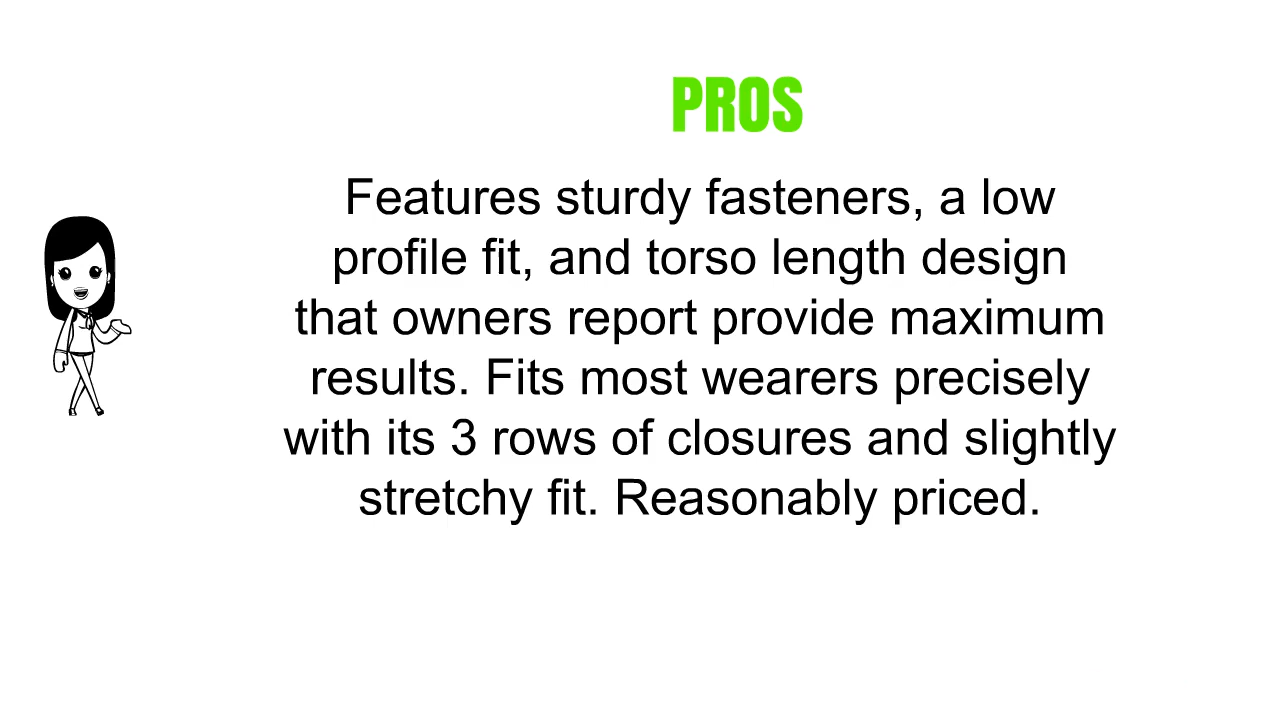 PROS
Features sturdy fasteners, a low
profile fit, and torso length design
that owners report provide maximum
results. Fits most wearers precisely
with its 3 rows of closures and slightly
stretchy fit. Reasonably priced.